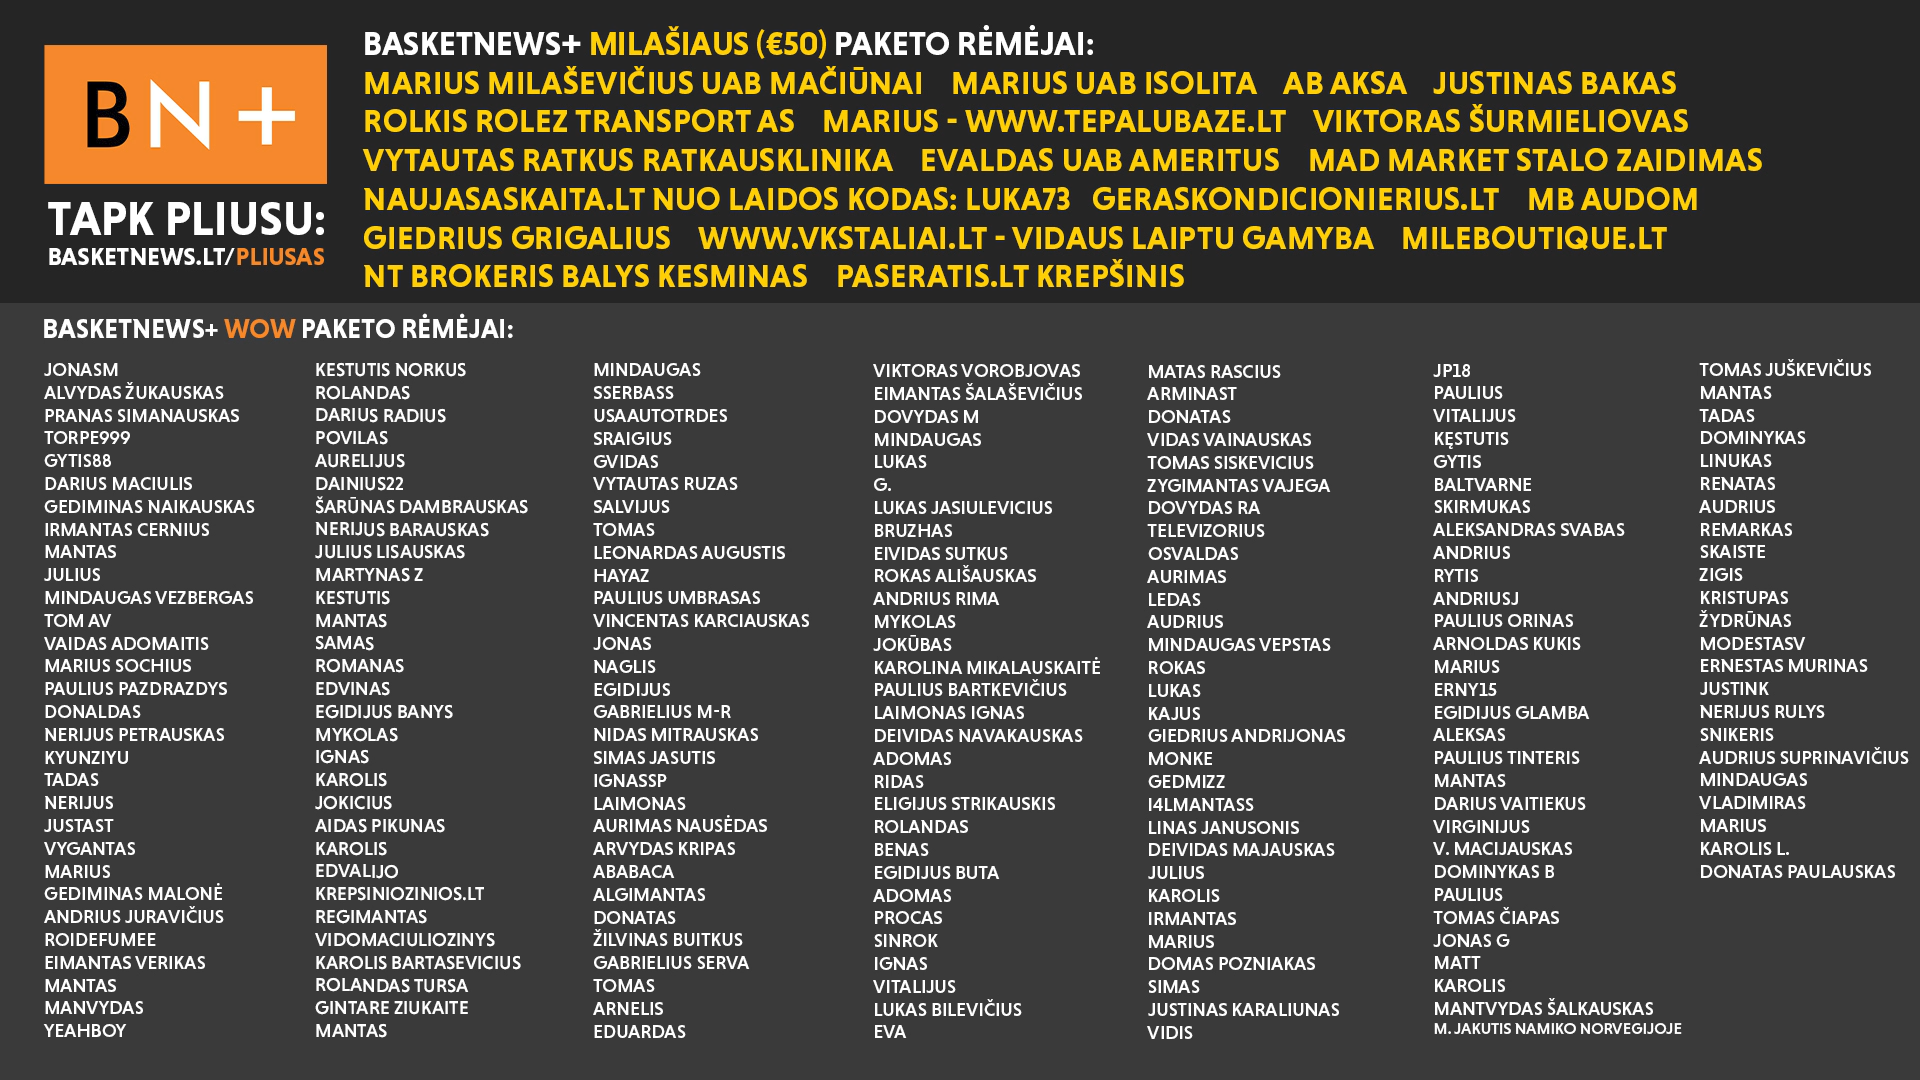 BN+
TAPK PLIUSU:
BASKETNEWS.LT/PLIUSAS
BASKETNEWS+ MILAŠIAUS (€50) PAKETO RĖMĖJAI:
MARIUS MILAŠEVIČIUS UAB MAČIŪNAI MARIUS UAB ISOLITA AB AKSA JUSTINAS BAKAS
ROLKIS ROLEZ TRANSPORT AS MARIUS - WWW.TEPALUBAZE.LT VIKTORAS ŠURMIELIOVAS
VYTAUTAS RATKUS RATKAUSKLINIKA EVALDAS UAB AMERITUS MAD MARKET STALO ZAIDIMAS
NAUJASASKAITA.LT NUO LAIDOS KODAS: LUKA73 GERASKONDICIONIERIUS.LT MB AUDOM
GIEDRIUS GRIGALIUS WWW.VKSTALIAI.LT - VIDAUS LAIPTU GAMYBA MILEBOUTIQUE.LT
NT BROKERIS BALYS KESMINAS PASERATIS.LT KREPŠINIS
BASKETNEWS+ WOW PAKETO RĖMĖJAI:
JONASM
ALVYDAS ŽUKAUSKAS
PRANAS SIMANAUSKAS
TORPE999
GYTIS88
DARIUS MACIULIS
GEDIMINAS NAIKAUSKAS
IRMANTAS CERNIUS
MANTAS
JULIUS
MINDAUGAS VEZBERGAS
TOM AV
VAIDAS ADOMAITIS
MARIUS SOCHIUS
PAULIUS PAZDRAZDYS
DONALDAS
NERIJUS PETRAUSKAS
KYUNZIYU
TADAS
NERIJUS
JUSTAST
VYGANTAS
MARIUS
GEDIMINAS MALONĖ
ANDRIUS JURAVIČIUS
ROIDEFUMEE
EIMANTAS VERIKAS
MANTAS
MANVYDAS
YEAHBOY
KESTUTIS NORKUS
ROLANDAS
DARIUS RADIUS
POVILAS
AURELIJUS
DAINIUS22
ŠARŪNAS DAMBRAUSKAS
NERIJUS BARAUSKAS
JULIUS LISAUSKAS
MARTYNAS Z
KESTUTIS
MANTAS
SAMAS
ROMANAS
EDVINAS
EGIDIJUS BANYS
MYKOLAS
IGNAS
KAROLIS
JOKICIUS
AIDAS PIKUNAS
KAROLIS
EDVALIJO
KREPSINIOZINIOS.LT
REGIMANTAS
VIDOMACIULIOZINYS
KAROLIS BARTASEVICIUS
ROLANDAS TURSA
GINTARE ZIUKAITE
MANTAS
MINDAUGAS
SSERBASS
USAAUTOTRDES
SRAIGIUS
GVIDAS
VYTAUTAS RUZAS
SALVIJUS
TOMAS
LEONARDAS AUGUSTIS
HAYAZ
PAULIUS UMBRASAS
VINCENTAS KARCIAUSKAS
JONAS
NAGLIS
EGIDIJUS
GABRIELIUS M-R
NIDAS MITRAUSKAS
SIMAS JASUTIS
IGNASSP
LAIMONAS
AURIMAS NAUSĖDAS
ARVYDAS KRIPAS
ABABACA
ALGIMANTAS
DONATAS
ŽILVINAS BUITKUS
GABRIELIUS SERVA
TOMAS
ARNELIS
EDUARDAS
VIKTORAS VOROBJOVAS
EIMANTAS ŠALAŠEVIČIUS
DOVYDAS M
MINDAUGAS
LUKAS
G.
LUKAS JASIULEVICIUS
BRUZHAS
EIVIDAS SUTKUS
ROKAS ALIŠAUSKAS
ANDRIUS RIMA
MYKOLAS
JOKŪBAS
KAROLINA MIKALAUSKAITĖ
PAULIUS BARTKEVIČIUS
LAIMONAS IGNAS
DEIVIDAS NAVAKAUSKAS
ADOMAS
RIDAS
ELIGIJUS STRIKAUSKIS
ROLANDAS
BENAS
EGIDIJUS BUTA
ADOMAS
PROCAS
SINROK
IGNAS
VITALIJUS
LUKAS BILEVIČIUS
EVA
MATAS RASCIUS
ARMINAST
DONATAS
VIDAS VAINAUSKAS
TOMAS SISKEVICIUS
ZYGIMANTAS VAJEGA
DOVYDAS RA
TELEVIZORIUS
OSVALDAS
AURIMAS
LEDAS
AUDRIUS
MINDAUGAS VEPSTAS
ROKAS
LUKAS
KAJUS
GIEDRIUS ANDRIJONAS
MONKE
GEDMIZZ
I4LMANTASS
LINAS JANUSONIS
DEIVIDAS MAJAUSKAS
JULIUS
KAROLIS
IRMANTAS
MARIUS
DOMAS POZNIAKAS
SIMAS
JUSTINAS KARALIUNAS
VIDIS
JP18
PAULIUS
VITALIJUS
KĘSTUTIS
GYTIS
BALTVARNE
SKIRMUKAS
ALEKSANDRAS SVABAS
ANDRIUS
RYTIS
ANDRIUSJ
PAULIUS ORINAS
ARNOLDAS KUKIS
MARIUS
ERNY15
EGIDIJUS GLAMBA
ALEKSAS
PAULIUS TINTERIS
MANTAS
DARIUS VAITIEKUS
VIRGINIJUS
V. MACIJAUSKAS
DOMINYKAS B
PAULIUS
TOMAS ČIAPAS
JONAS G
MATT
KAROLIS
MANTVYDAS ŠALKAUSKAS
M. JAKUTIS NAMIKO NORVEGIJOJE
TOMAS JUŠKEVIČIUS
MANTAS
TADAS
DOMINYKAS
LINUKAS
RENATAS
AUDRIUS
REMARKAS
SKAISTE
ZIGIS
KRISTUPAS
ŽYDRŪNAS
MODESTASV
ERNESTAS MURINAS
JUSTINK
NERIJUS RULYS
SNIKERIS
AUDRIUS SUPRINAVIČIUS
MINDAUGAS
VLADIMIRAS
MARIUS
KAROLIS L.
DONATAS PAULAUSKAS